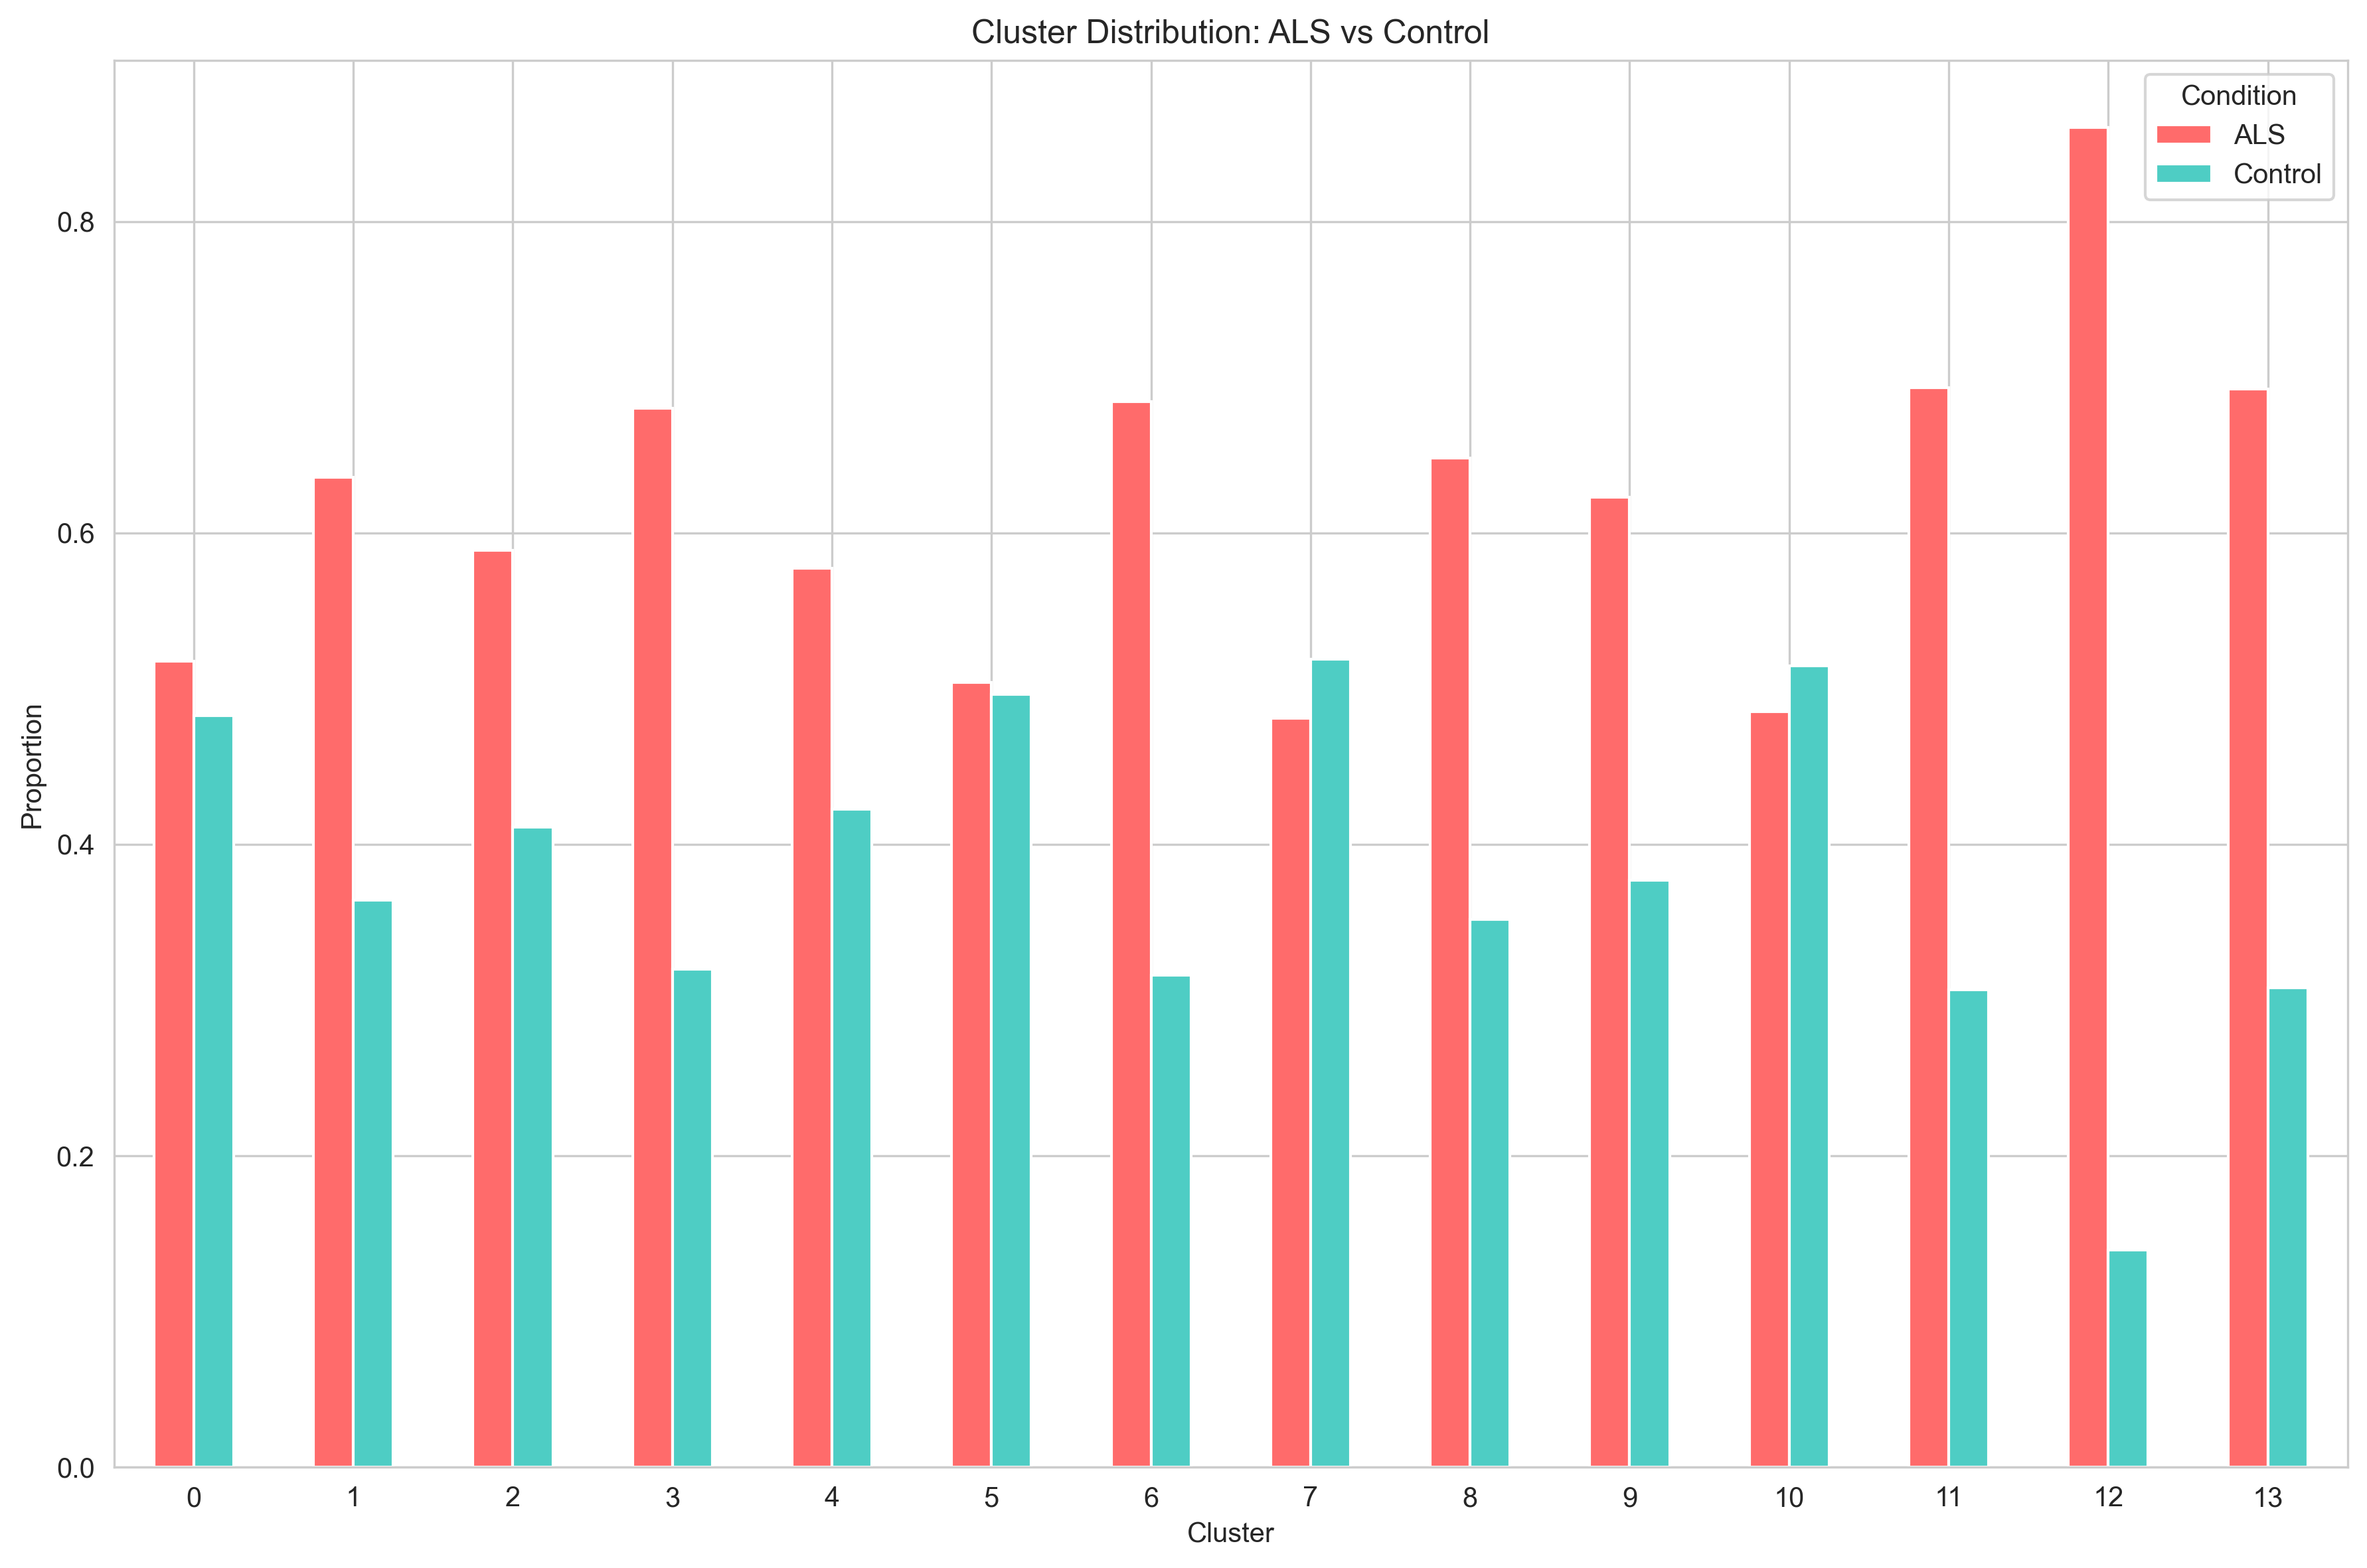 Cluster Distribution: ALS vs Control
Condition
ALS
Control
0.8
0.6
0.4
0.2
0.0
Proportion
0 1 2 3 4 5 6 7 8 9 10 11 12 13
Cluster